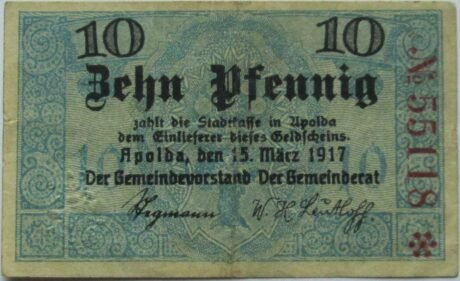 10 10
Zehn Pfennig
zahlt die Stadtkasse in Apolda
dem Einlieferer dieses Geldscheins.
Apolda, den 15. März 1917
Der Gemeindevorstand Der Gemeinderat
Stegmann
№ 55118